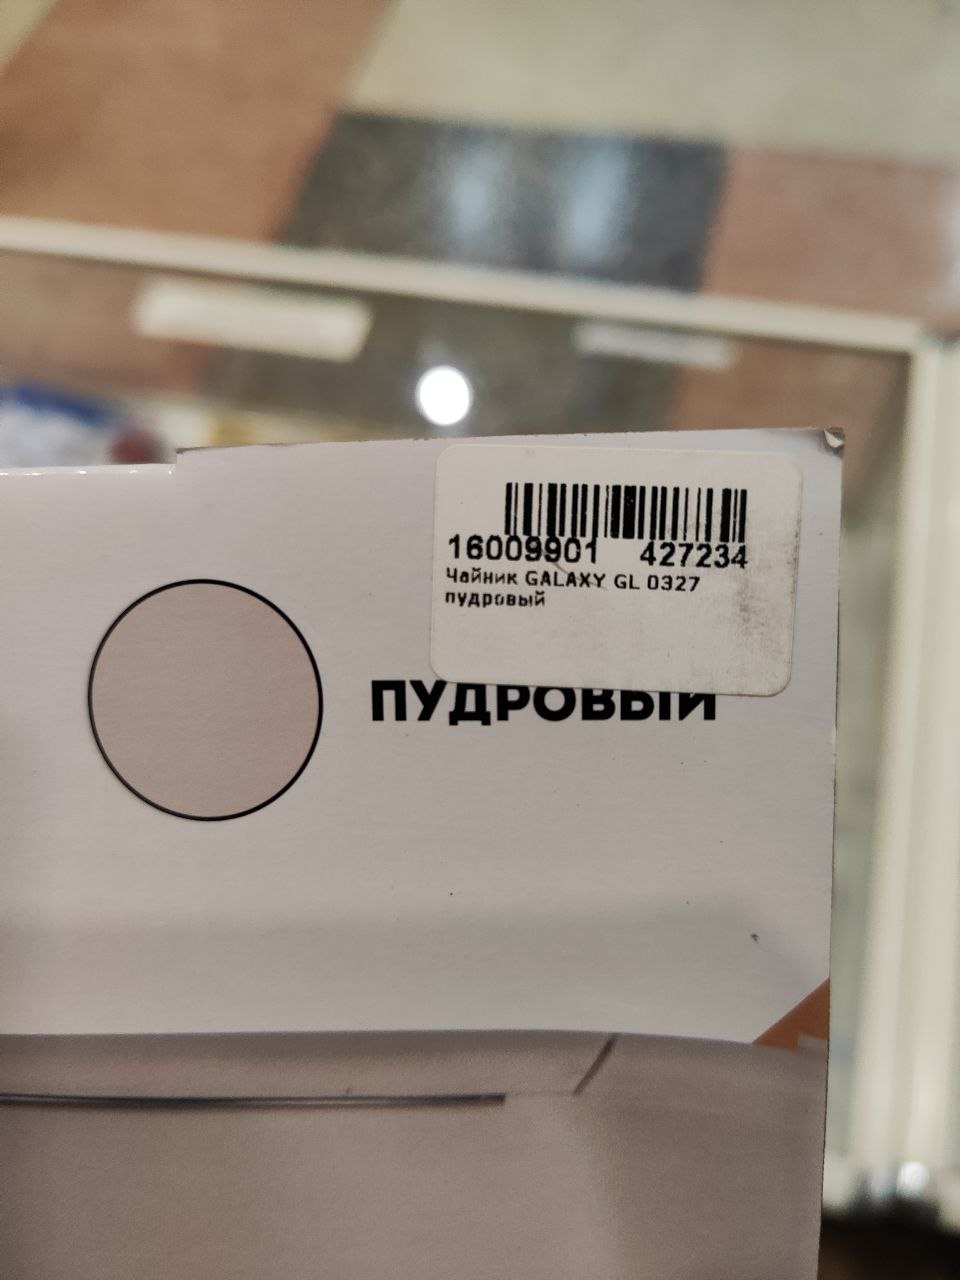 16009901 427234
Чайник GALAXY GL 0327
пудровый
ПУДРОВЫЙ